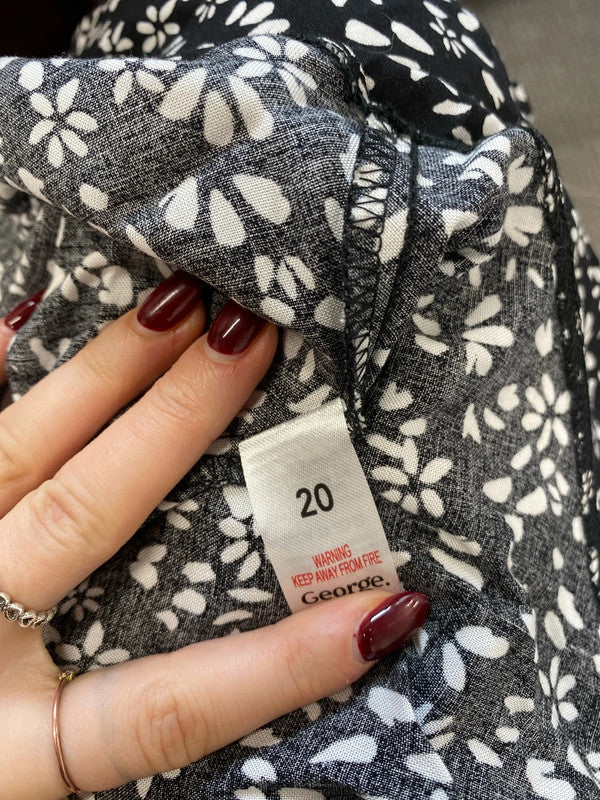 20
WARNING
KEEP AWAY FROM FIRE
George.